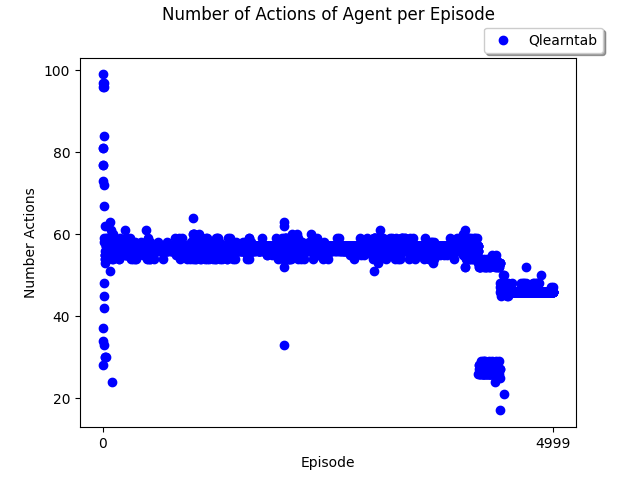 Number of Actions of Agent per Episode
Qlearntab
100
80
60
40
20
Number Actions
0
4999
Episode